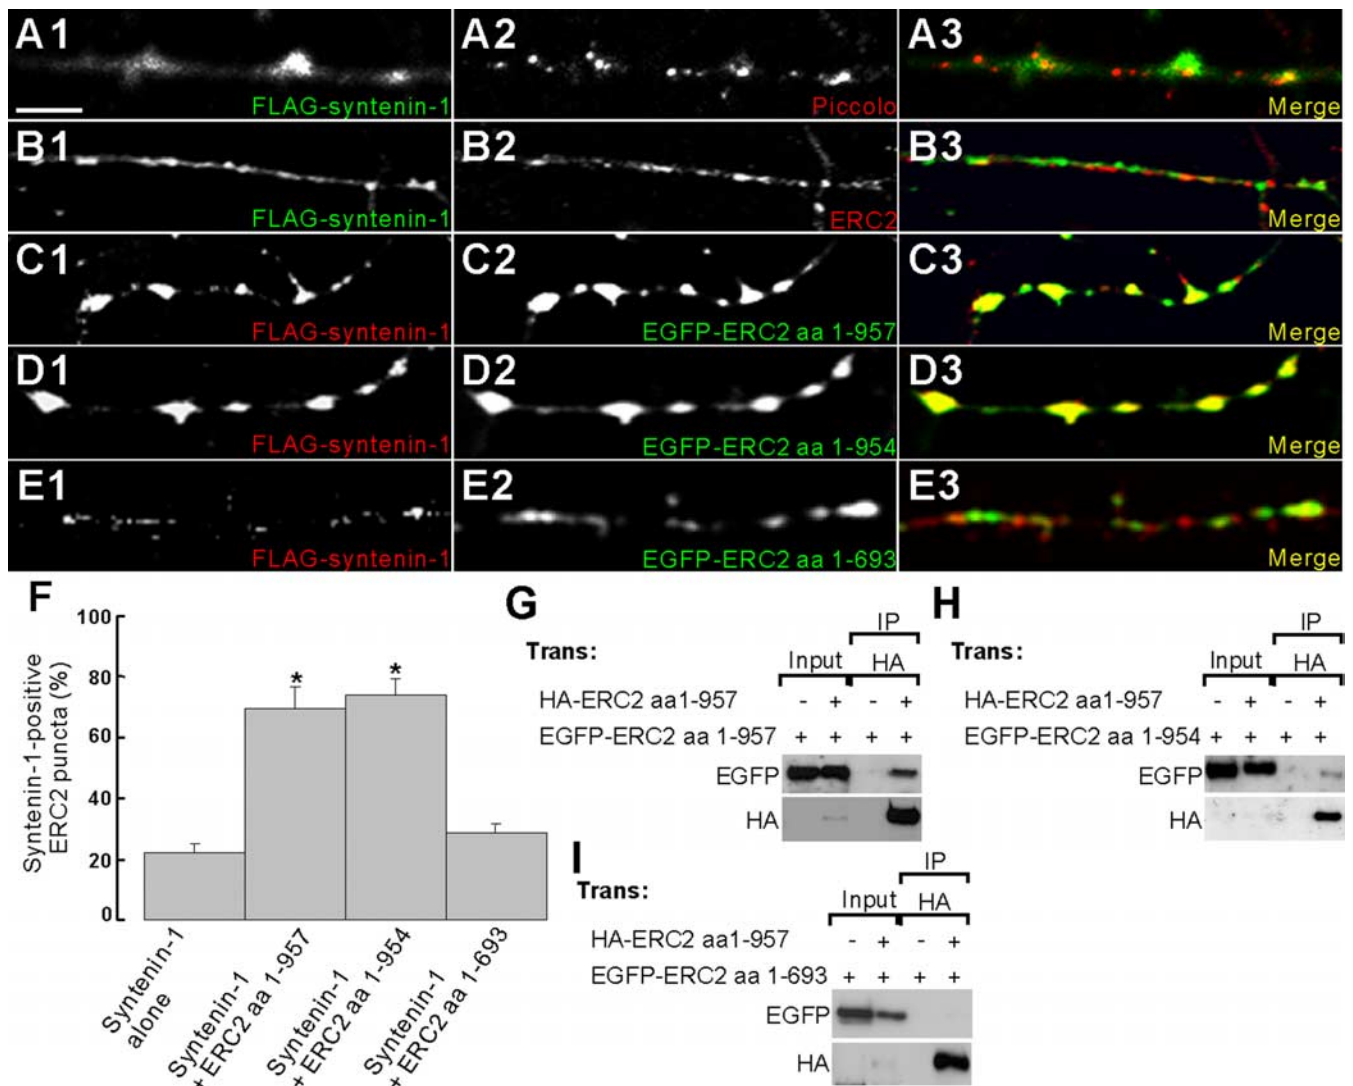 A1
FLAG-syntenin-1
A2
Piccolo
A3
Merge
B1
FLAG-syntenin-1
B2
ERC2
B3
Merge
C1
FLAG-syntenin-1
C2
EGFP-ERC2 aa 1-957
C3
Merge
D1
FLAG-syntenin-1
D2
EGFP-ERC2 aa 1-954
D3
Merge
E1
FLAG-syntenin-1
E2
EGFP-ERC2 aa 1-693
E3
Merge
F
Syntenin-1-positive
ERC2 puncta (%)
100
80
60
40
20
0
*
*
Syntenin-1
alone
Syntenin-1
+ ERC2 aa 1-957
Syntenin-1
+ ERC2 aa 1-954
Syntenin-1
+ ERC2 aa 1-693
G
IP
Trans:
Input HA
HA-ERC2 aa1-957 - + - +
EGFP-ERC2 aa 1-957 + + + +
EGFP
HA
H
IP
Trans:
Input HA
HA-ERC2 aa1-957 - + - +
EGFP-ERC2 aa 1-954 + + + +
EGFP
HA
I
IP
Trans:
Input HA
HA-ERC2 aa1-957 - + - +
EGFP-ERC2 aa 1-693 + + + +
EGFP
HA